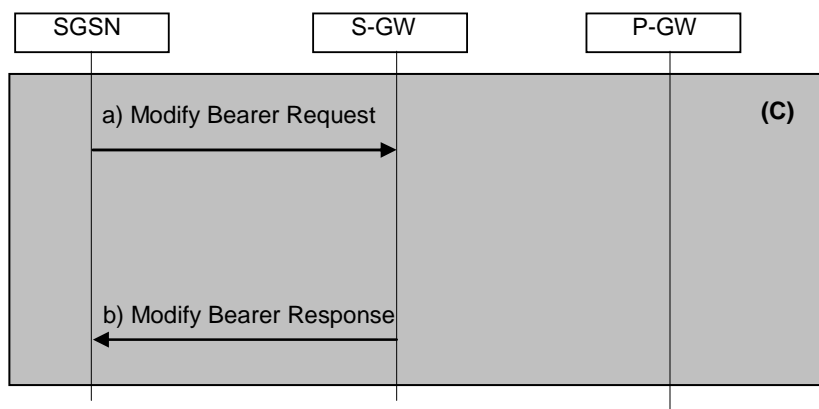 SGSN
S-GW
P-GW
(C)
a) Modify Bearer Request
b) Modify Bearer Response